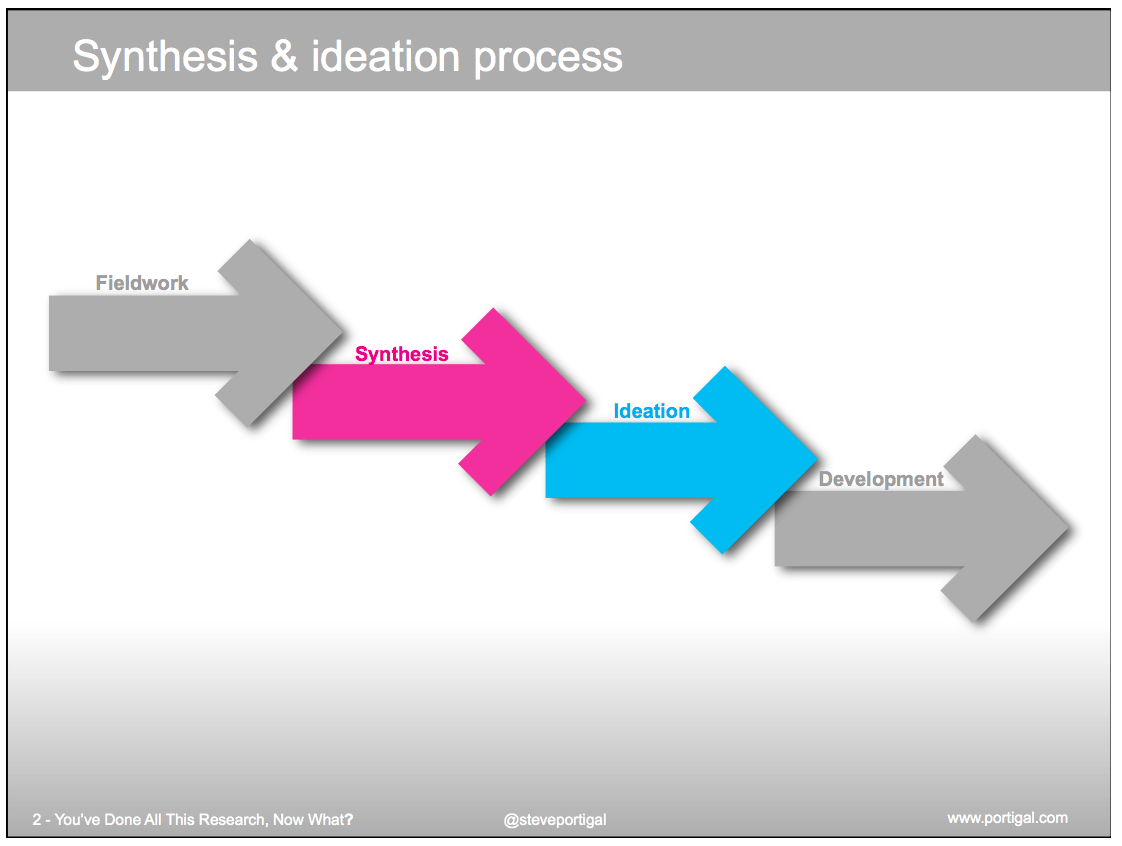 Synthesis & ideation process
Fieldwork
Synthesis
Ideation
Development
2 - You've Done All This Research, Now What?
@steveportigal
www.portigal.com